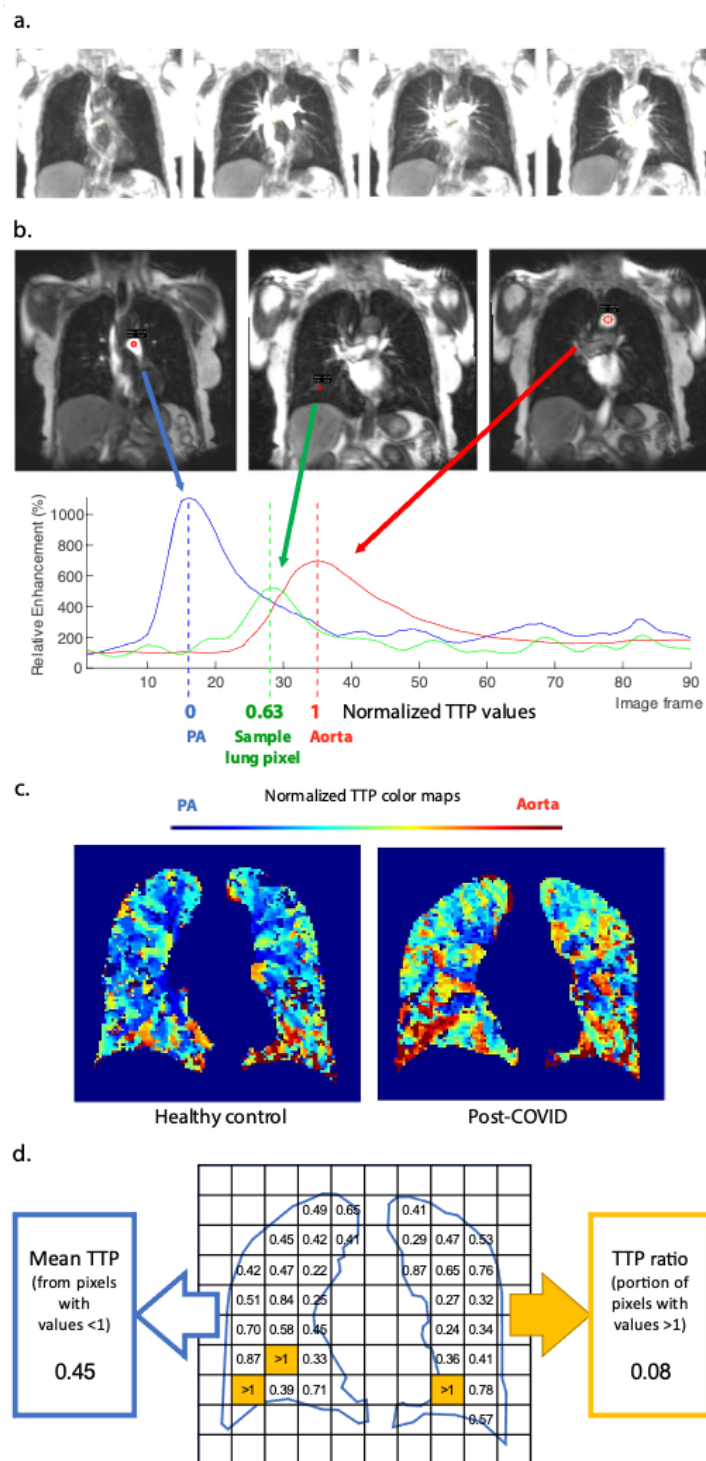 a.
b.
Relative Enhancement (%)
1000
800
600
400
200
0
10 20 30 40 50 60 70 80 90
Image frame
0 0.63 1 Normalized TTP values
PA Sample Aorta
lung pixel
c.
Normalized TTP color maps
PA Aorta
Healthy control Post-COVID
d.
Mean TTP
(from pixels
with
values <1)
0.45
0.49 0.65 0.41
0.45 0.42 0.41 0.29 0.47 0.53
0.42 0.47 0.22 0.87 0.65 0.76
0.51 0.84 0.25 0.27 0.32
0.70 0.58 0.45 0.24 0.34
0.87 >1 0.33 0.36 0.41
>1 0.39 0.71 >1 0.78
0.57
TTP ratio
(portion of
pixels with
values >1)
0.08